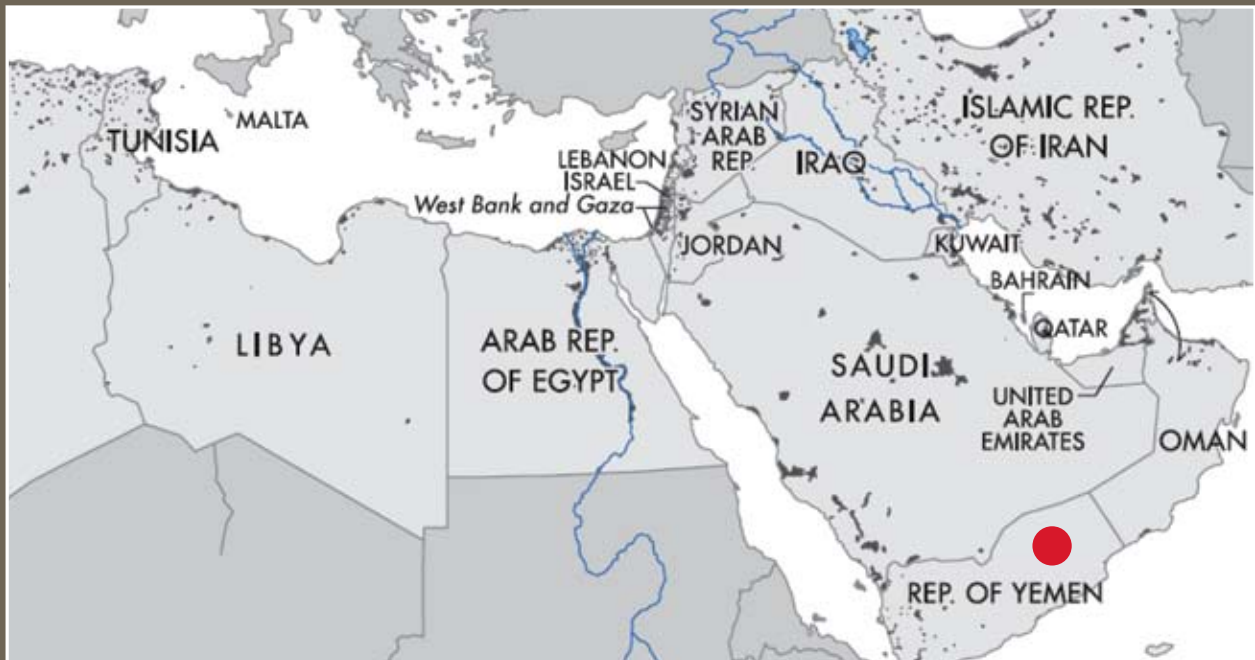 TUNISIA
MALTA
LIBYA
ARAB REP.
OF EGYPT
LEBANON
ISRAEL
West Bank and Gaza
SYRIAN
ARAB
REP.
JORDAN
IRAQ
ISLAMIC REP.
OF IRAN
KUWAIT
BAHRAIN
QATAR
SAUDI
ARABIA
UNITED
ARAB
EMIRATES
OMAN
REP. OF YEMEN